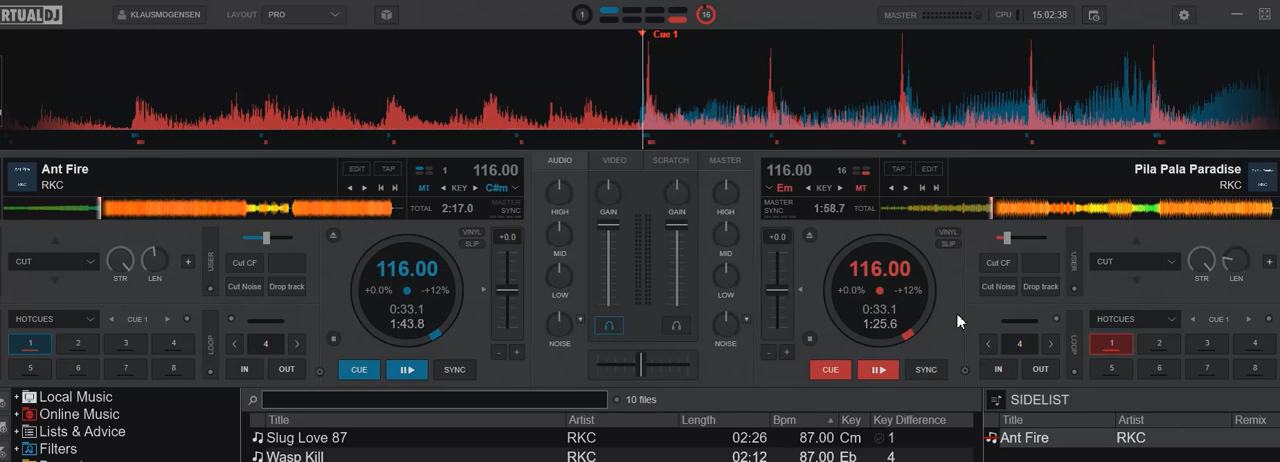 RTUALDJ KLAUSMOGENSEN LAYOUT PRO 1 16 MASTER CPU 15:02:38
Cue 1
Ant Fire
RKC
EDIT TAP 1 116.00
MT KEY C#m
TOTAL 2:17.0 MASTER SYNC
AUDIO VIDEO SCRATCH MASTER
116.00 16 TAP EDIT
Em KEY MT
MASTER SYNC 1:58.7 TOTAL
Pila Pala Paradise
RKC
CUT STR LEN + USER
Cut CF
Cut Noise Drop track
116.00
+0.0% -+12%
0:33.1
1:43.8
VINYL
SLIP
+0.0
HIGH GAIN GAIN HIGH
MID MID
LOW LOW
NOISE NOISE
+0.0
116.00
+0.0% -+12%
0:33.1
1:25.6
VINYL
SLIP
Cut CF
Cut Noise Drop track
USER CUT STR LEN +
HOTCUES CUE 1
1 2 3 4
5 6 7 8
LOOP 4
IN OUT
CUE SYNC - +
- + CUE SYNC
4
IN OUT LOOP
HOTCUES CUE 1
1 2 3 4
5 6 7 8
Local Music
Online Music
Lists & Advice
Filters
10 files
Title Artist Length Bpm Key Key Difference
Slug Love 87 RKC 02:26 87.00 Cm 1
Wasp Kill RKC 02:12 87.00 Eb 4
SIDELIST
Title Artist Remix
Ant Fire RKC